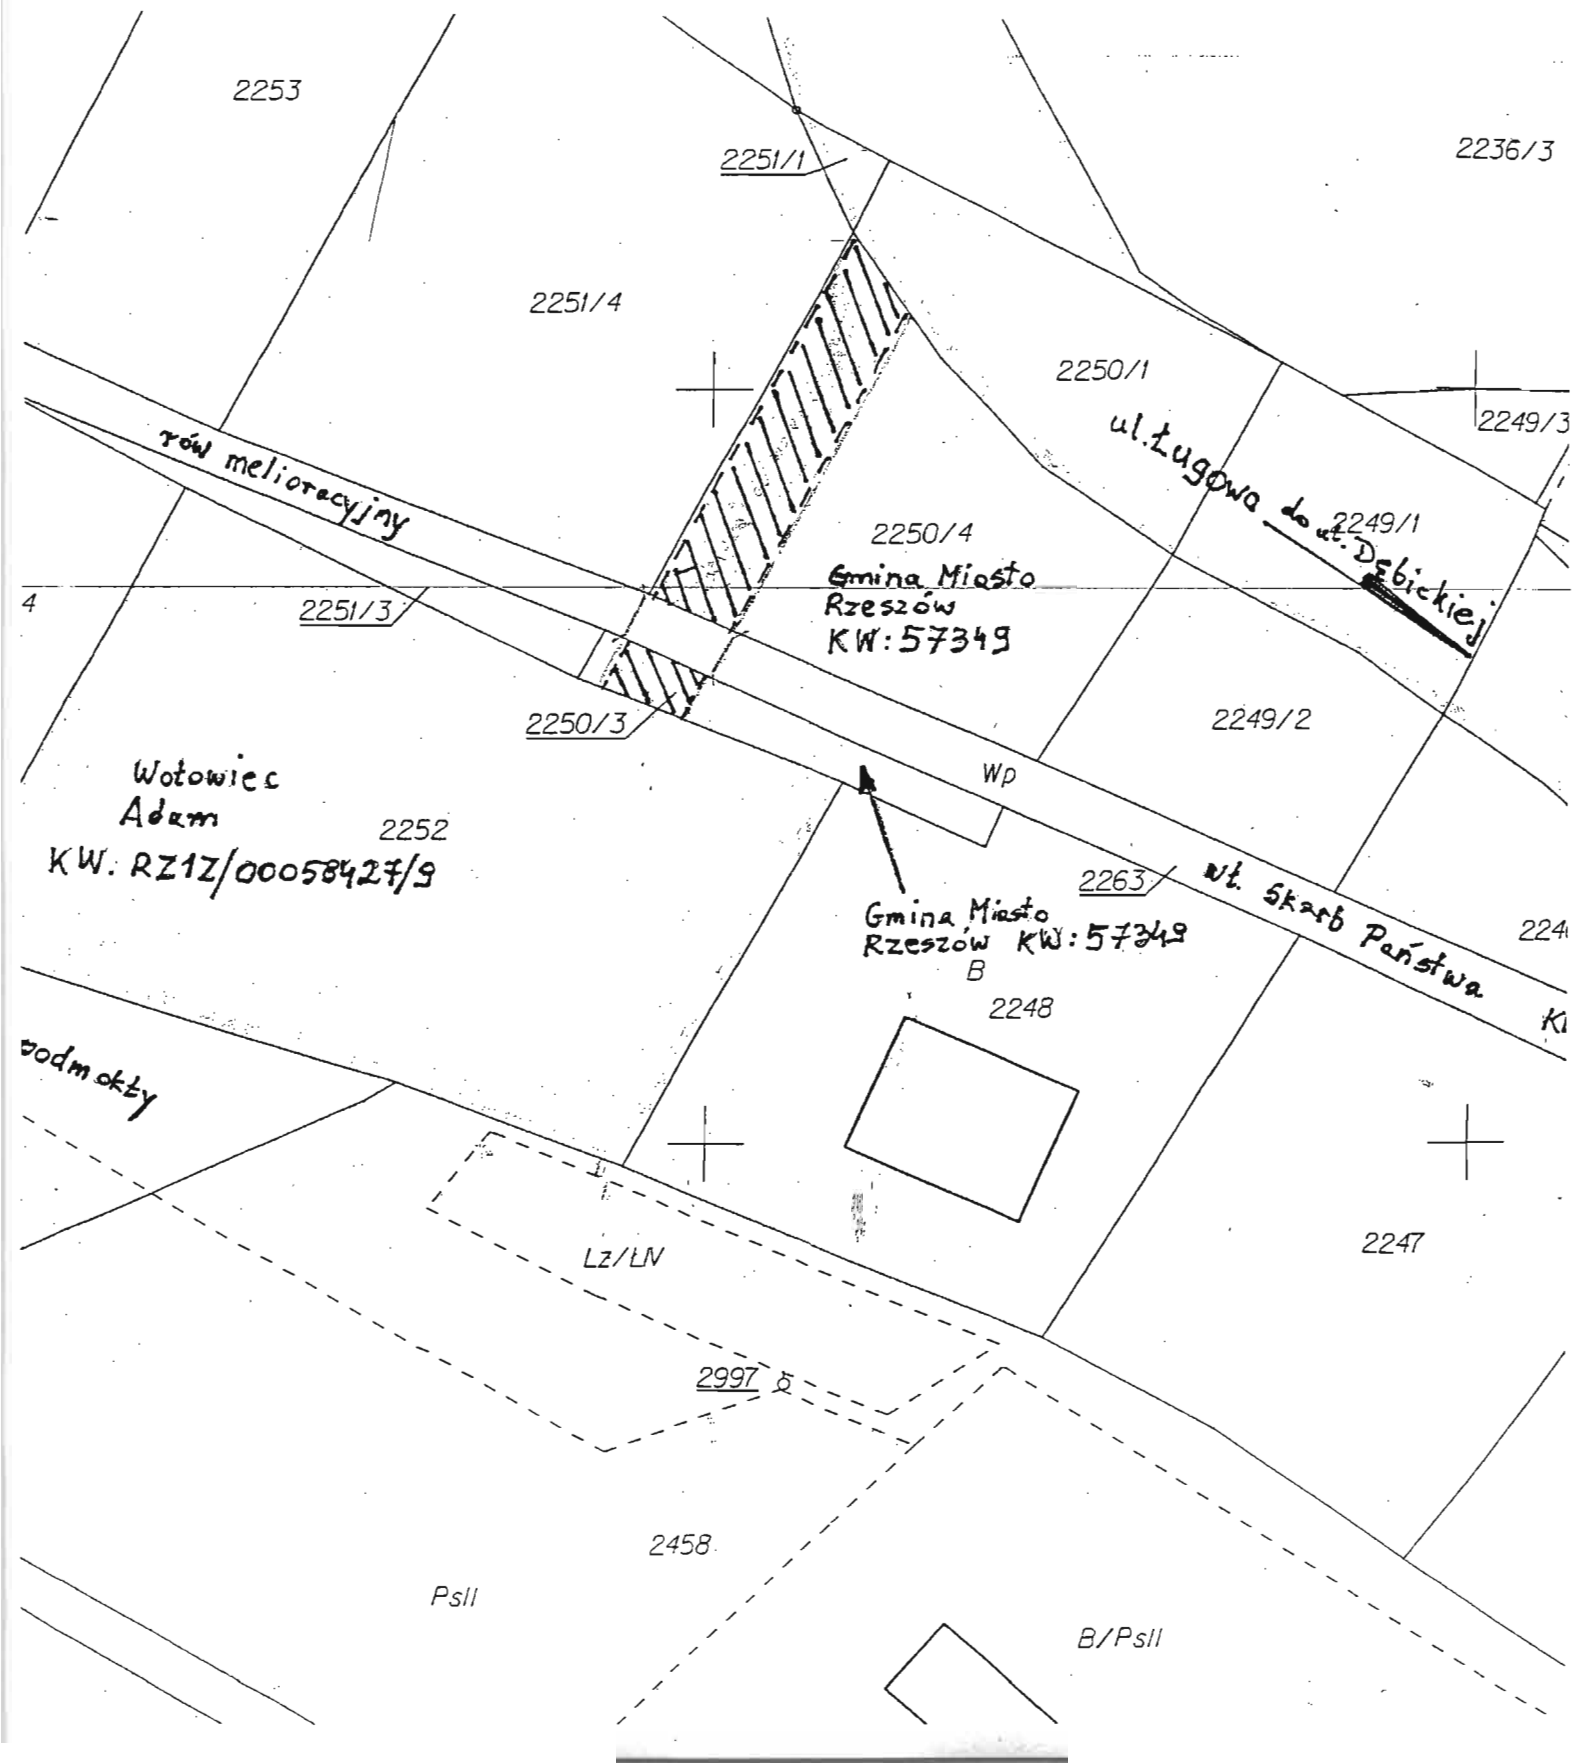 2253
2251/1
2236/3
2251/4
2250/1
2249/3
ul. Ługowa do ul. Dębickiej
2249/1
rów melioracyjny
2250/4
Gmina Miasto
Rzeszów
KW: 57349
4
2251/3
2250/3
2249/2
Wp
Wołowiec
Adam
2252
KW: RZ1Z/00058427/9
2263
wł. Skarb Państwa
Gmina Miasto
Rzeszów KW: 57349
B
224
2248
podmokły
2247
Lz/ŁIV
2997
2458
PsII
B/PsII